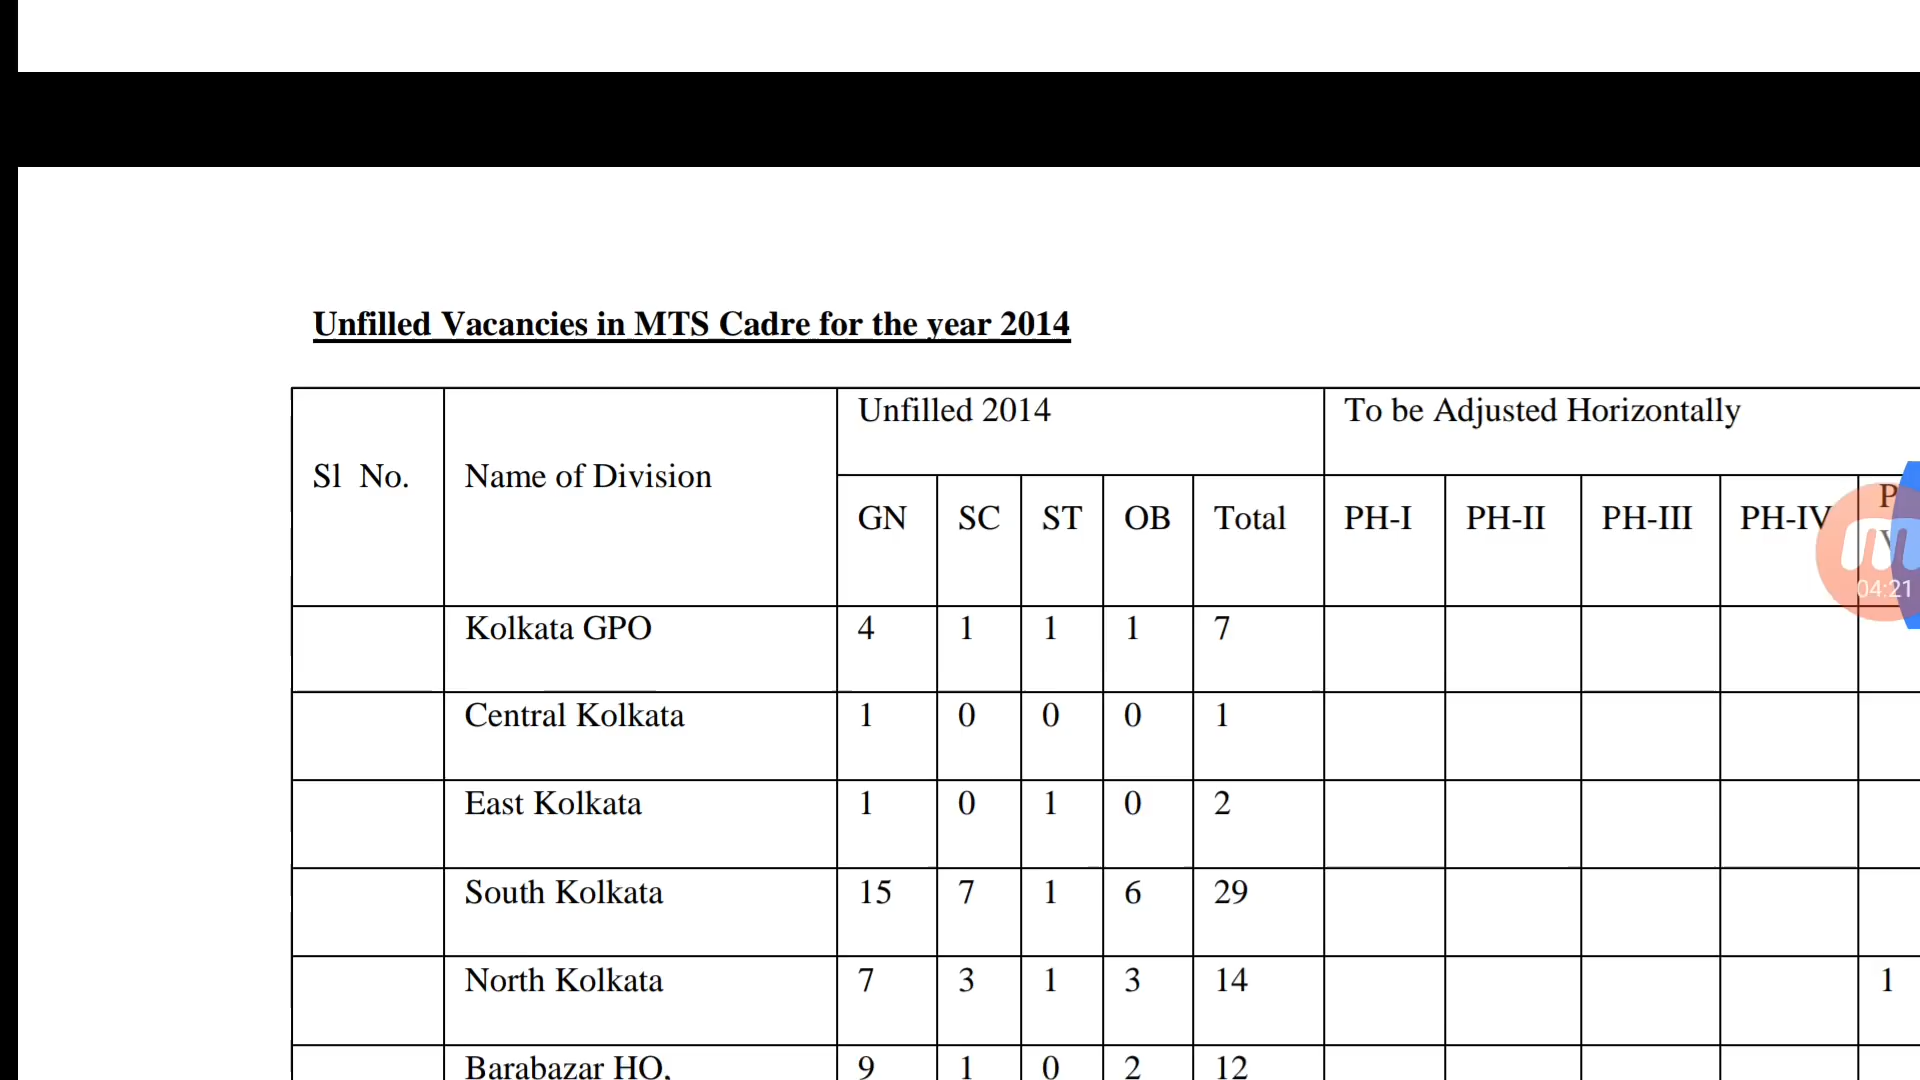 Unfilled Vacancies in MTS Cadre for the year 2014
Unfilled 2014 To be Adjusted Horizontally
Sl No. Name of Division
GN SC ST OB Total PH-I PH-II PH-III PH-IV P
V
04:21
Kolkata GPO 4 1 1 1 7
Central Kolkata 1 0 0 0 1
East Kolkata 1 0 1 0 2
South Kolkata 15 7 1 6 29
North Kolkata 7 3 1 3 14 1
Barabazar HO, 9 1 0 2 12